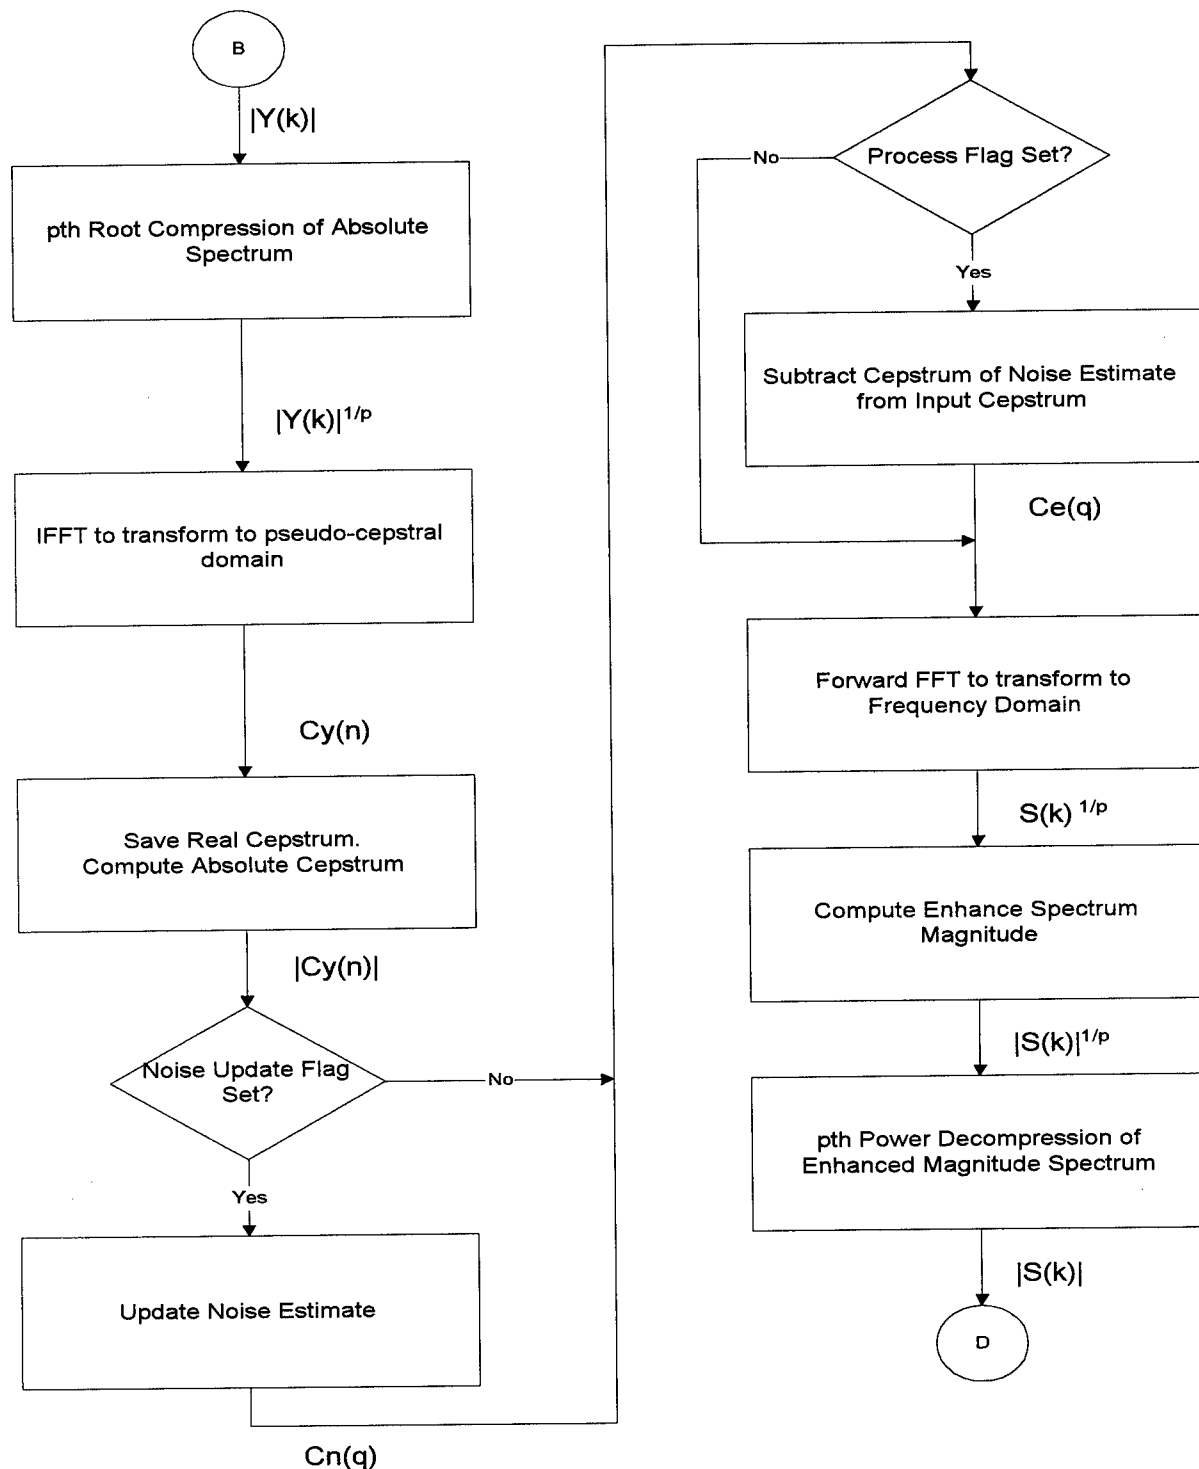 B
|Y(k)|
pth Root Compression of Absolute
Spectrum
|Y(k)|^1/p
IFFT to transform to pseudo-cepstral
domain
Cy(n)
Save Real Cepstrum.
Compute Absolute Cepstrum
|Cy(n)|
Noise Update Flag
Set?
No
Yes
Update Noise Estimate
Cn(q)
Process Flag Set?
No
Yes
Subtract Cepstrum of Noise Estimate
from Input Cepstrum
Ce(q)
Forward FFT to transform to
Frequency Domain
S(k)^1/p
Compute Enhance Spectrum
Magnitude
|S(k)|^1/p
pth Power Decompression of
Enhanced Magnitude Spectrum
|S(k)|
D